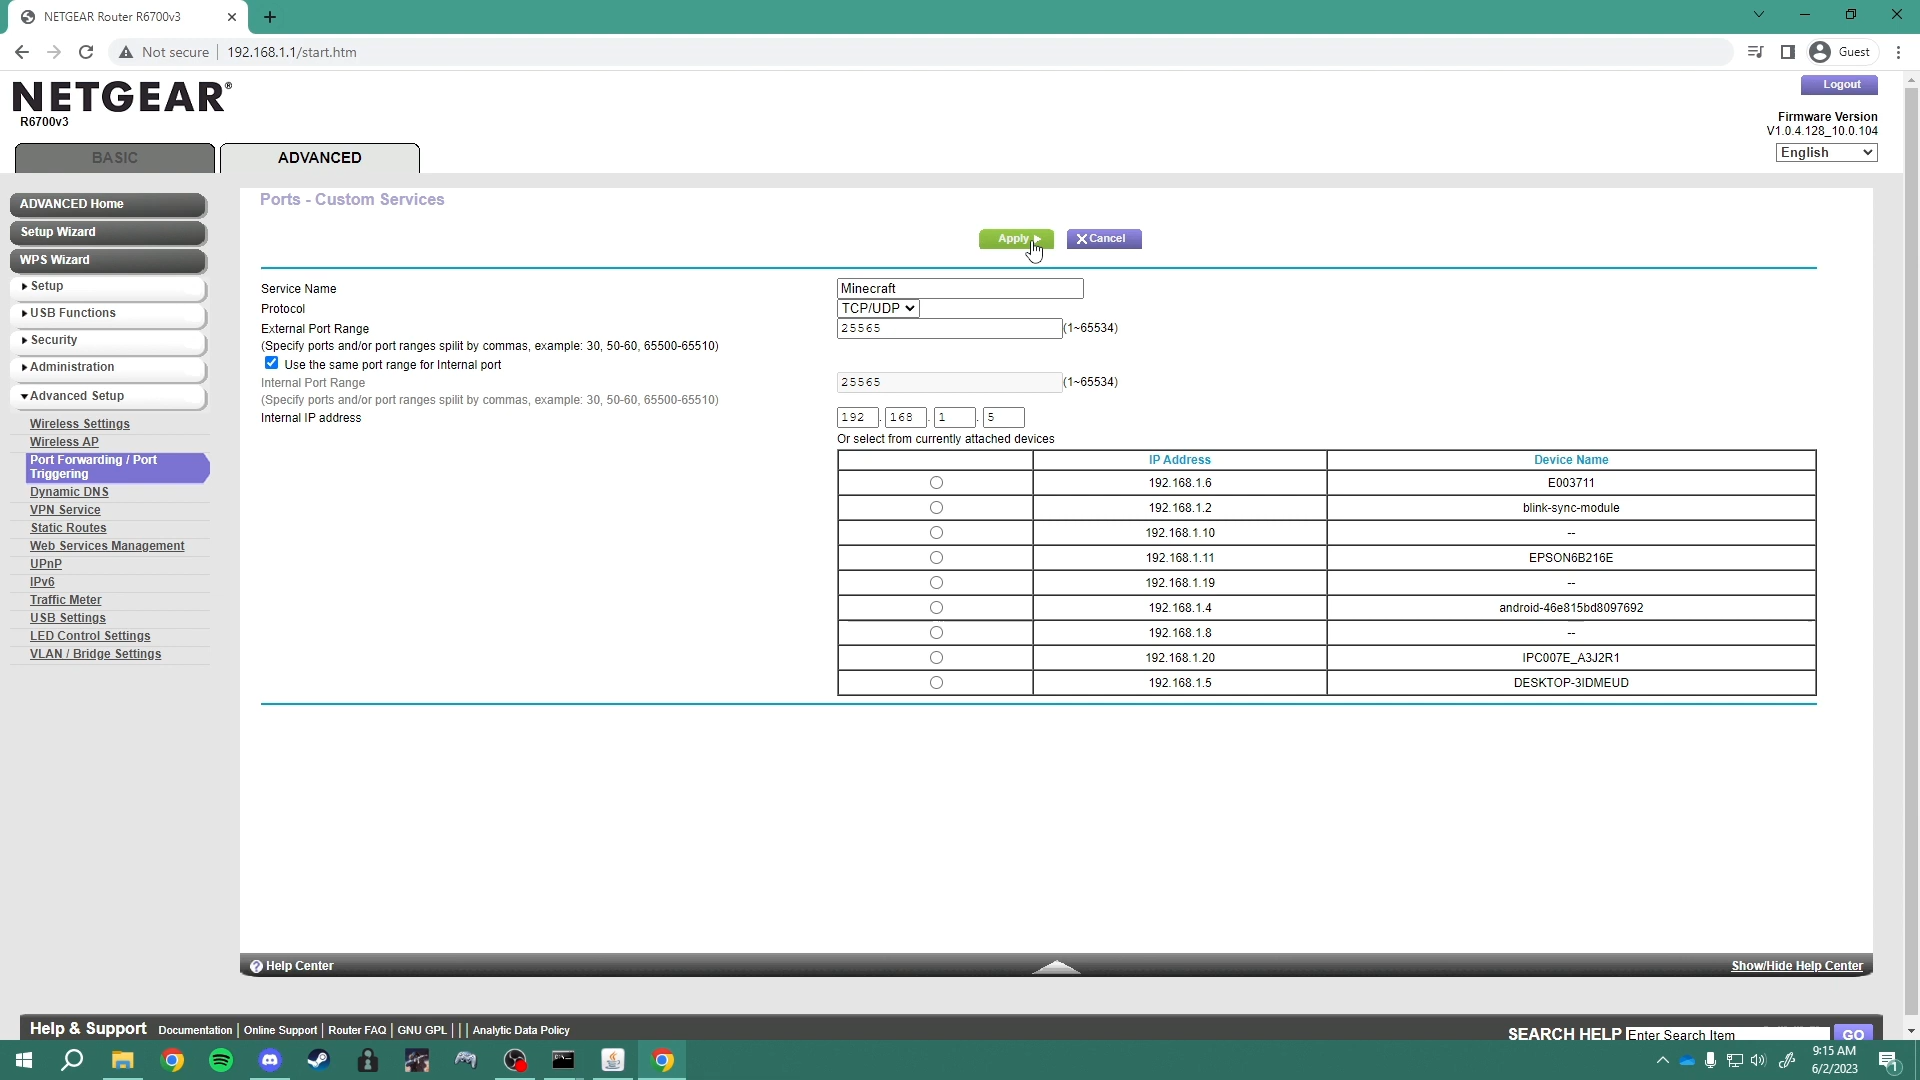 NETGEAR Router R6700v3
Not secure
192.168.1.1/start.htm
Guest
NETGEAR®
R6700v3
Logout
Firmware Version
V1.0.4.128_10.0.104
English
BASIC
ADVANCED
ADVANCED Home
Setup Wizard
WPS Wizard
Setup
USB Functions
Security
Administration
Advanced Setup
Wireless Settings
Wireless AP
Port Forwarding / Port
Triggering
Dynamic DNS
VPN Service
Static Routes
Web Services Management
UPnP
IPv6
Traffic Meter
USB Settings
LED Control Settings
VLAN / Bridge Settings
Ports - Custom Services
Apply
Cancel
Service Name Minecraft
Protocol TCP/UDP
External Port Range 25565 (1~65534)
(Specify ports and/or port ranges spilit by commas, example: 30, 50-60, 65500-65510)
Use the same port range for Internal port
Internal Port Range 25565 (1~65534)
(Specify ports and/or port ranges spilit by commas, example: 30, 50-60, 65500-65510)
Internal IP address 192 . 168 . 1 . 5
Or select from currently attached devices
IP Address Device Name
192.168.1.6 E003711
192.168.1.2 blink-sync-module
192.168.1.10 --
192.168.1.11 EPSON6B216E
192.168.1.19 --
192.168.1.4 android-46e815bd8097692
192.168.1.8 --
192.168.1.20 IPC007E_A3J2R1
192.168.1.5 DESKTOP-3IDMEUD
Help Center
Show/Hide Help Center
Help & Support Documentation | Online Support | Router FAQ | GNU GPL | | | Analytic Data Policy
SEARCH HELP Enter Search Item GO
9:15 AM
6/2/2023
1